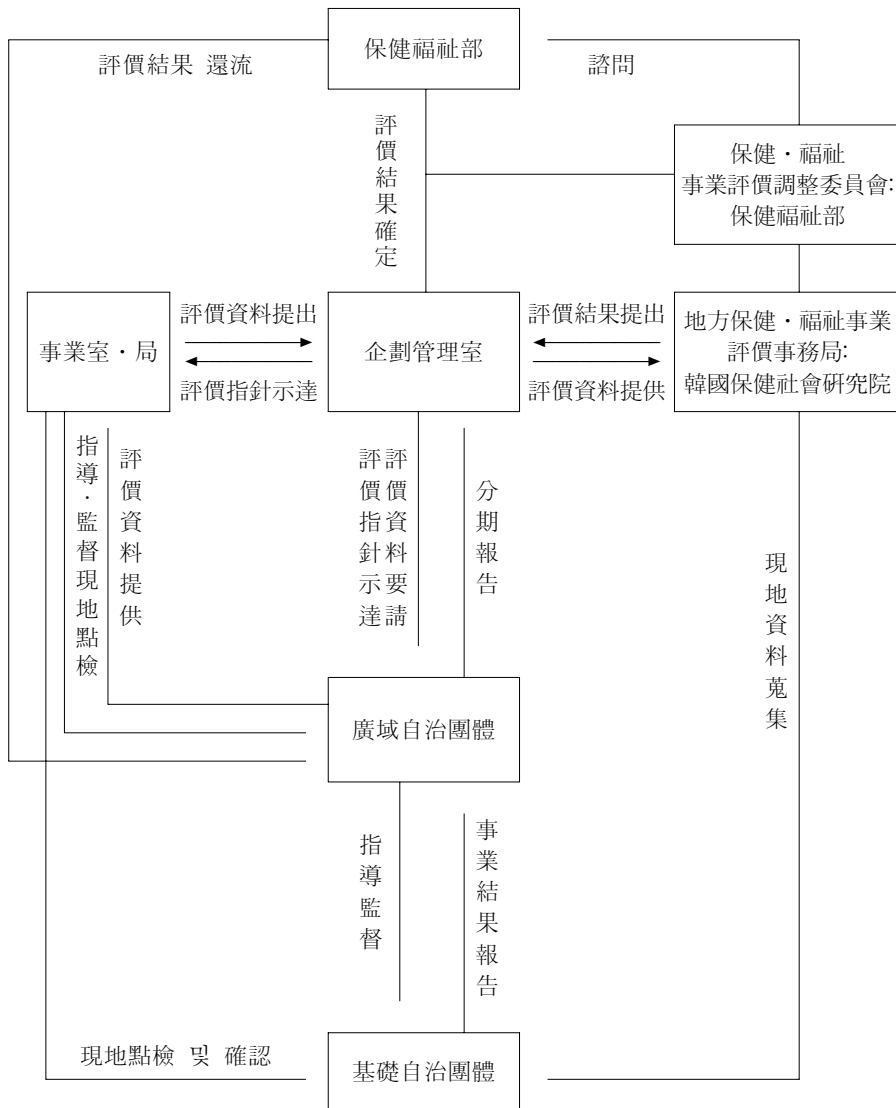 保健福祉部
評價結果 還流
諮問
評價結果確定
保健・福祉
事業評價調整委員會:
保健福祉部
事業室・局
評價資料提出
評價指針示達
企劃管理室
評價結果提出
評價資料提供
地方保健・福祉事業
評價事務局:
韓國保健社會硏究院
指導・監督現地點檢
評價資料提供
評價指針示達
評價資料要請
分期報告
現地資料蒐集
廣域自治團體
指導監督
事業結果報告
現地點檢 및 確認
基礎自治團體